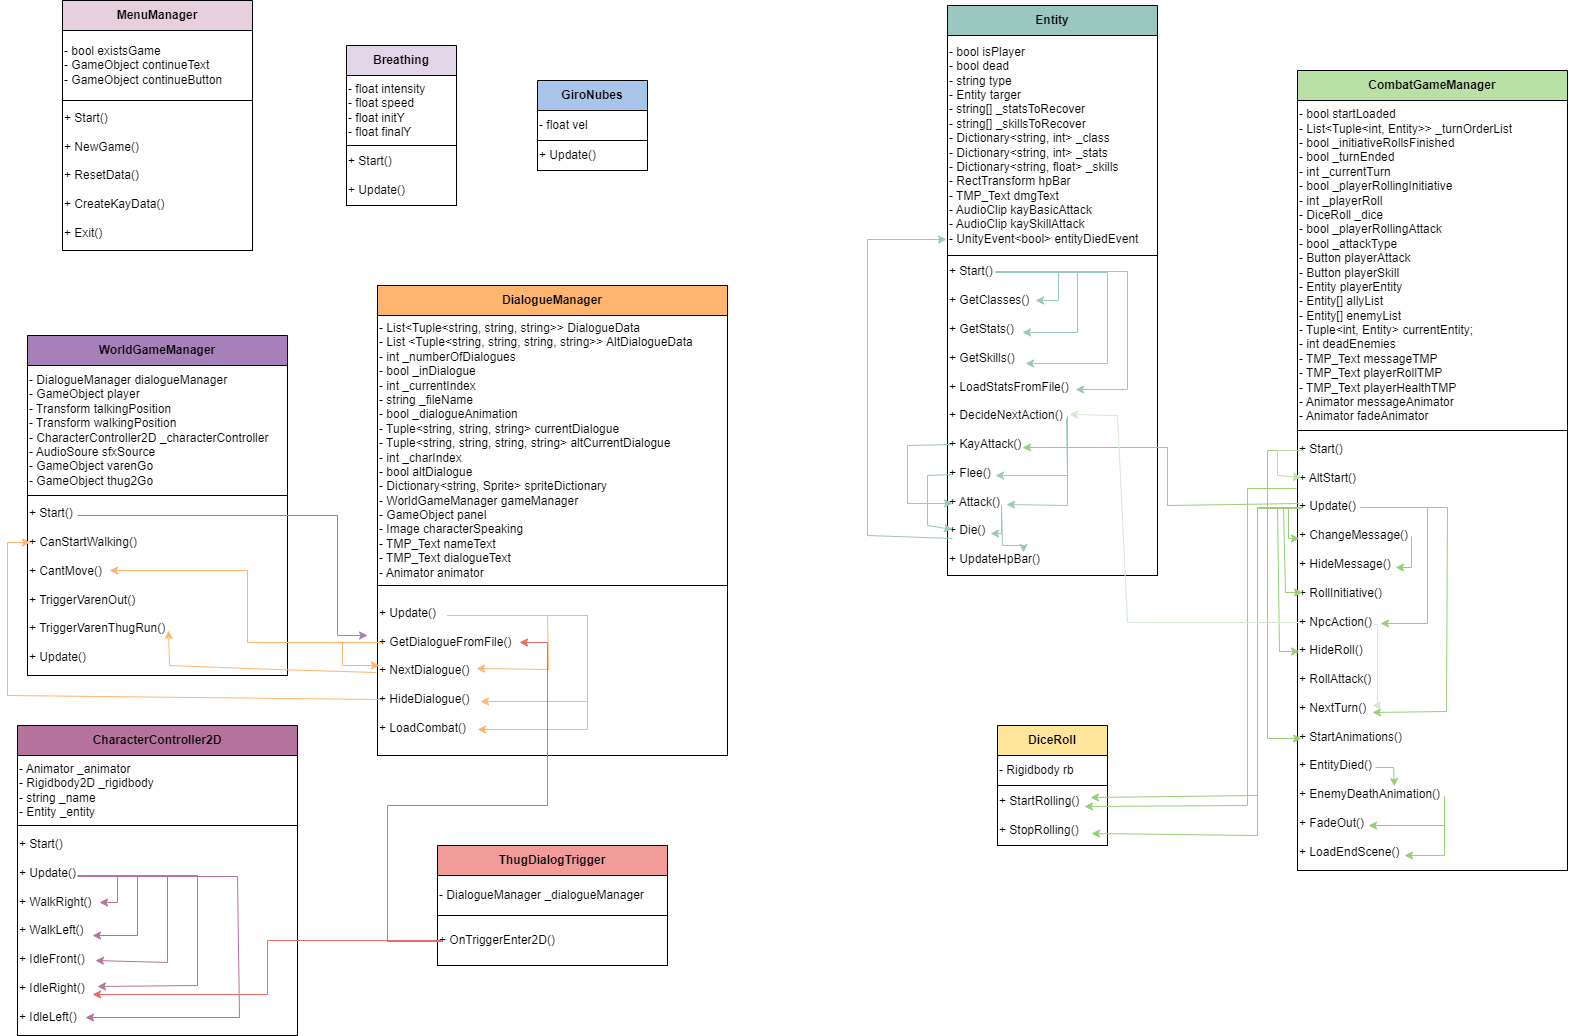 MenuManager
- bool existsGame
- GameObject continueText
- GameObject continueButton
+ Start()
+ NewGame()
+ ResetData()
+ CreateKayData()
+ Exit()
Breathing
- float intensity
- float speed
- float initY
- float finalY
+ Start()
+ Update()
GiroNubes
- float vel
+ Update()
Entity
- bool isPlayer
- bool dead
- string type
- Entity targer
- string[] _statsToRecover
- string[] _skillsToRecover
- Dictionary<string, int> _class
- Dictionary<string, int> _stats
- Dictionary<string, float> _skills
- RectTransform hpBar
- TMP_Text dmgText
- AudioClip kayBasicAttack
- AudioClip kaySkillAttack
- UnityEvent<bool> entityDiedEvent
+ Start()
+ GetClasses()
+ GetStats()
+ GetSkills()
+ LoadStatsFromFile()
+ DecideNextAction()
+ KayAttack()
+ Flee()
+ Attack()
+ Die()
+ UpdateHpBar()
CombatGameManager
- bool startLoaded
- List<Tuple<int, Entity>> _turnOrderList
- bool _initiativeRollsFinished
- bool _turnEnded
- int _currentTurn
- bool _playerRollingInitiative
- int _playerRoll
- DiceRoll _dice
- bool _playerRollingAttack
- bool _attackType
- Button playerAttack
- Button playerSkill
- Entity playerEntity
- Entity[] allyList
- Entity[] enemyList
- Tuple<int, Entity> currentEntity;
- int deadEnemies
- TMP_Text messageTMP
- TMP_Text playerRollTMP
- TMP_Text playerHealthTMP
- Animator messageAnimator
- Animator fadeAnimator
+ Start()
+ AltStart()
+ Update()
+ ChangeMessage()
+ HideMessage()
+ RollInitiative()
+ NpcAction()
+ HideRoll()
+ RollAttack()
+ NextTurn()
+ StartAnimations()
+ EntityDied()
+ EnemyDeathAnimation()
+ FadeOut()
+ LoadEndScene()
DialogueManager
- List<Tuple<string, string, string>> DialogueData
- List <Tuple<string, string, string, string>> AltDialogueData
- int _numberOfDialogues
- bool _inDialogue
- int _currentIndex
- string _fileName
- bool _dialogueAnimation
- Tuple<string, string, string> currentDialogue
- Tuple<string, string, string, string> altCurrentDialogue
- int _charIndex
- bool altDialogue
- Dictionary<string, Sprite> spriteDictionary
- WorldGameManager gameManager
- GameObject panel
- Image characterSpeaking
- TMP_Text nameText
- TMP_Text dialogueText
- Animator animator
+ Update()
+ GetDialogueFromFile()
+ NextDialogue()
+ HideDialogue()
+ LoadCombat()
WorldGameManager
- DialogueManager dialogueManager
- GameObject player
- Transform talkingPosition
- Transform walkingPosition
- CharacterController2D _characterController
- AudioSoure sfxSource
- GameObject varenGo
- GameObject thug2Go
+ Start()
+ CanStartWalking()
+ CantMove()
+ TriggerVarenOut()
+ TriggerVarenThugRun()
+ Update()
CharacterController2D
- Animator _animator
- Rigidbody2D _rigidbody
- string _name
- Entity _entity
+ Start()
+ Update()
+ WalkRight()
+ WalkLeft()
+ IdleFront()
+ IdleRight()
+ IdleLeft()
ThugDialogTrigger
- DialogueManager _dialogueManager
+ OnTriggerEnter2D()
DiceRoll
- Rigidbody rb
+ StartRolling()
+ StopRolling()